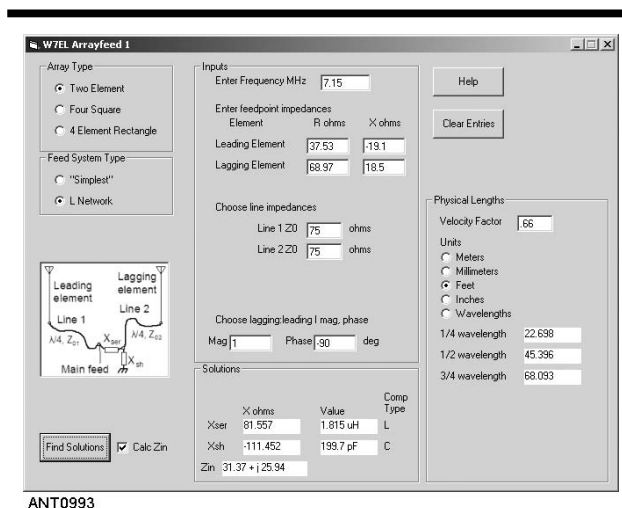 W7EL Arrayfeed 1
Array Type
Two Element
Four Square
4 Element Rectangle
Feed System Type
"Simplest"
L Network
Leading element
Lagging element
Line 1
Line 2
λ/4, Z01
Xser
λ/4, Z02
Xsh
Main feed
Find Solutions
Calc Zin
Inputs
Enter Frequency MHz 7.15
Enter feedpoint impedances
Element R ohms X ohms
Leading Element 37.53 -19.1
Lagging Element 68.97 18.5
Choose line impedances
Line 1 Z0 75 ohms
Line 2 Z0 75 ohms
Choose lagging:leading I mag, phase
Mag 1 Phase -90 deg
Solutions
X ohms Value Comp Type
Xser 81.557 1.815 uH L
Xsh -111.452 199.7 pF C
Zin 31.37 + j 25.94
Help
Clear Entries
Physical Lengths
Velocity Factor .66
Units
Meters
Millimeters
Feet
Inches
Wavelengths
1/4 wavelength 22.698
1/2 wavelength 45.396
3/4 wavelength 68.093
ANT0993